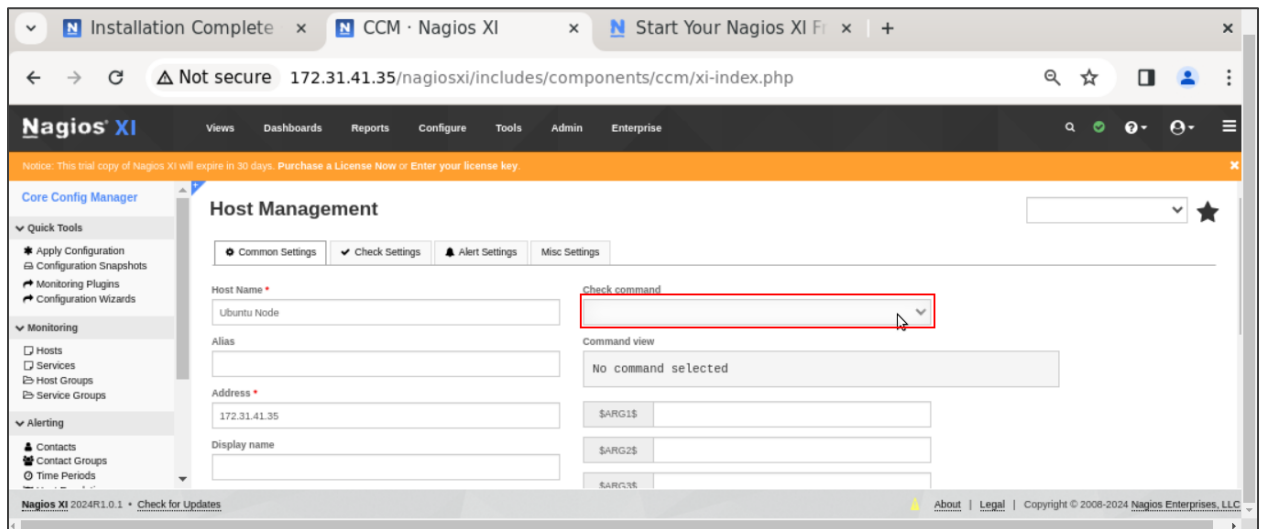 Installation Complete
CCM · Nagios XI
Start Your Nagios XI Fr
Not secure 172.31.41.35/nagiosxi/includes/components/ccm/xi-index.php
Nagios XI Views Dashboards Reports Configure Tools Admin Enterprise
Notice: This trial copy of Nagios XI will expire in 30 days. Purchase a License Now or Enter your license key.
Core Config Manager
Quick Tools
Apply Configuration
Configuration Snapshots
Monitoring Plugins
Configuration Wizards
Monitoring
Hosts
Services
Host Groups
Service Groups
Alerting
Contacts
Contact Groups
Time Periods
Host Management
Common Settings Check Settings Alert Settings Misc Settings
Host Name *
Ubuntu Node
Alias
Address *
172.31.41.35
Display name
Check command
Command view
No command selected
$ARG1$
$ARG2$
$ARG3$
Nagios XI 2024R1.0.1 • Check for Updates
About | Legal | Copyright © 2008-2024 Nagios Enterprises, LLC